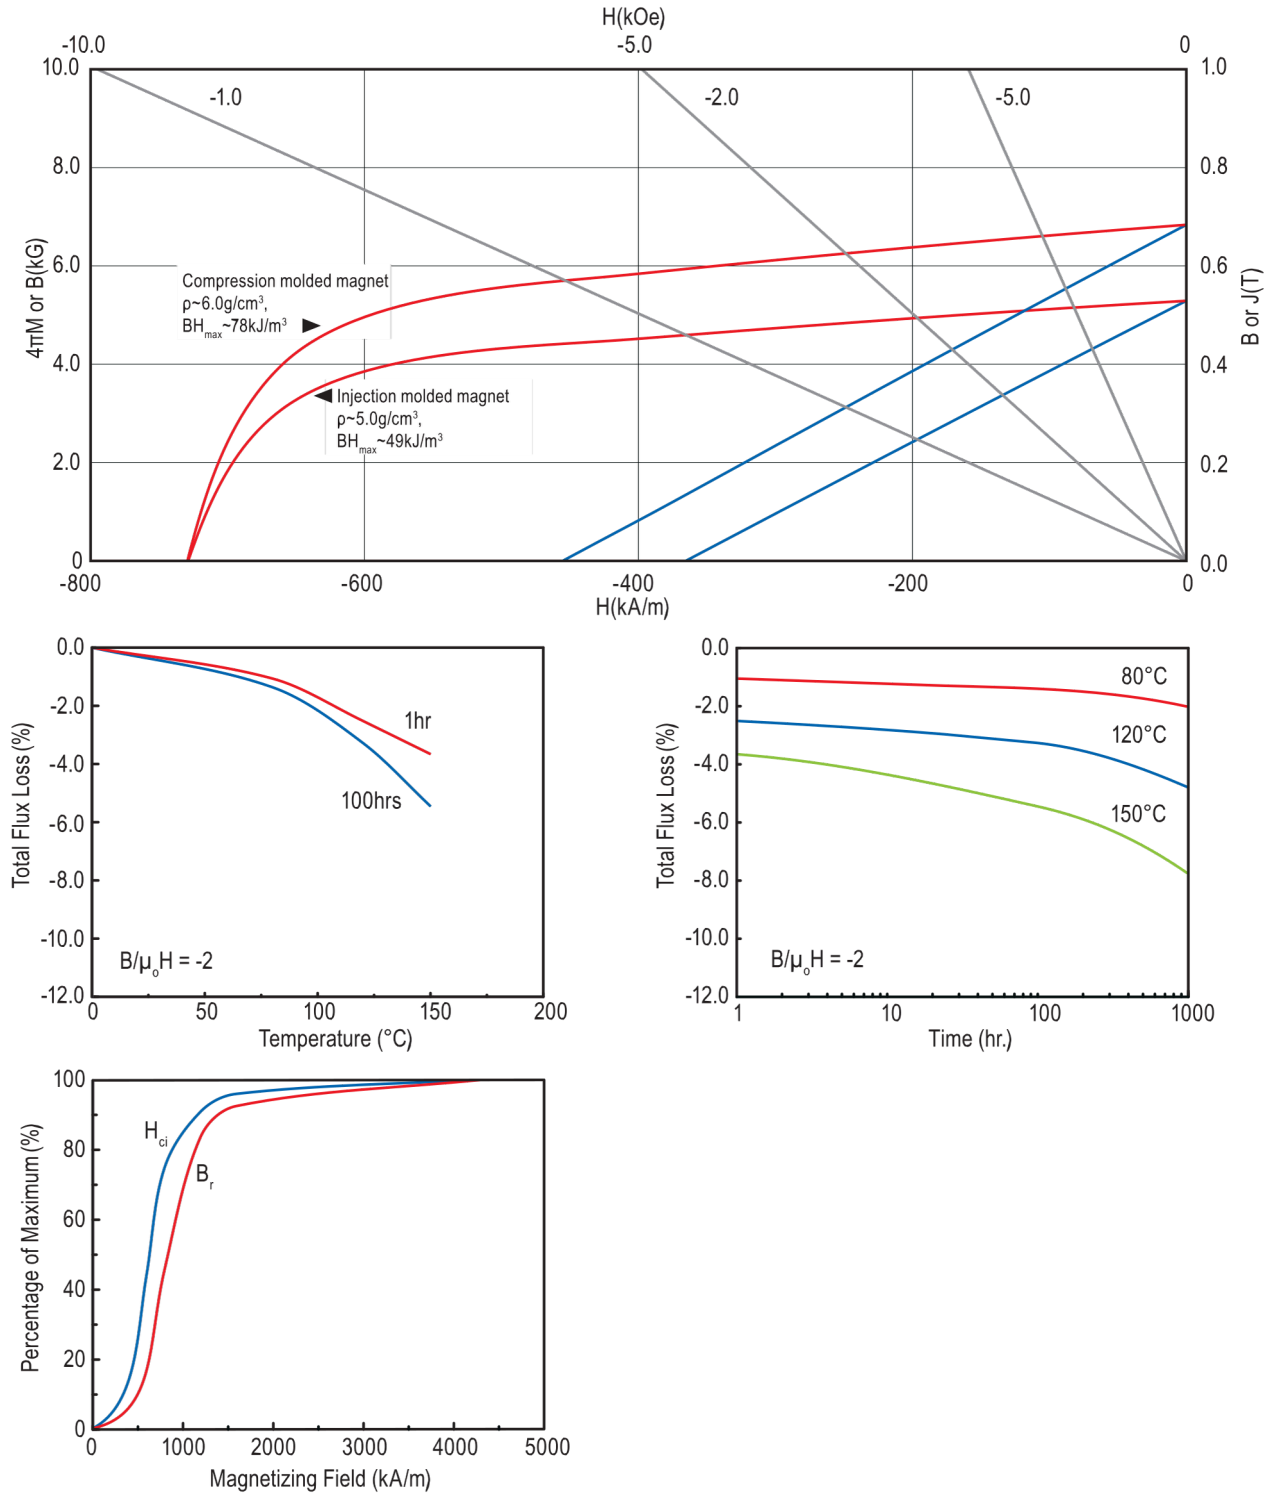 H(kOe)
-10.0 -5.0 0
10.0 1.0
-1.0 -2.0 -5.0
8.0 0.8
6.0 0.6
4πM or B(kG)
B or J(T)
Compression molded magnet
ρ~6.0g/cm³,
BHmax~78kJ/m³
4.0 0.4
Injection molded magnet
ρ~5.0g/cm³,
BHmax~49kJ/m³
2.0 0.2
0 0.0
-800 -600 -400 -200 0
H(kA/m)
0.0
-2.0
-4.0
-6.0
-8.0
-10.0
-12.0
Total Flux Loss (%)
1hr
100hrs
B/μoH = -2
0 50 100 150 200
Temperature (°C)
0.0
-2.0
-4.0
-6.0
-8.0
-10.0
-12.0
Total Flux Loss (%)
80°C
120°C
150°C
B/μoH = -2
1 10 100 1000
Time (hr.)
100
80
60
40
20
0
Percentage of Maximum (%)
Hci
Br
0 1000 2000 3000 4000 5000
Magnetizing Field (kA/m)